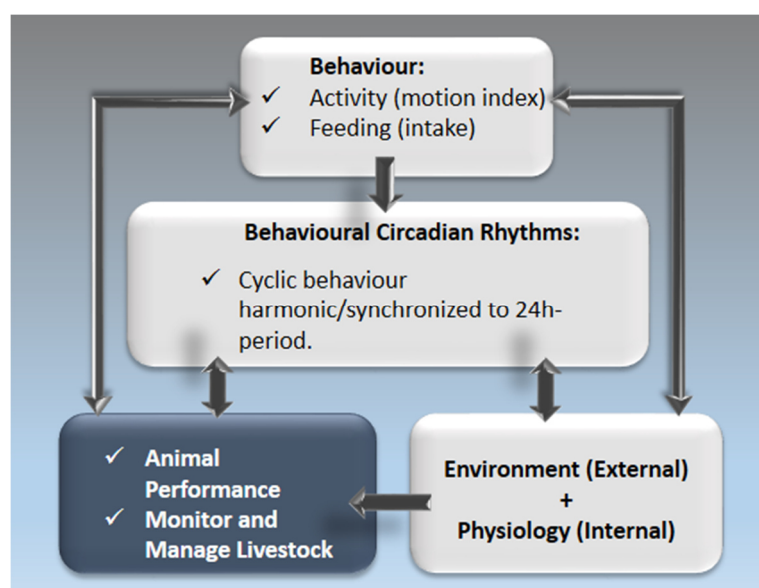 Behaviour:
✓ Activity (motion index)
✓ Feeding (intake)
Behavioural Circadian Rhythms:
✓ Cyclic behaviour
harmonic/synchronized to 24h-
period.
✓ Animal
Performance
✓ Monitor and
Manage Livestock
Environment (External)
+
Physiology (Internal)